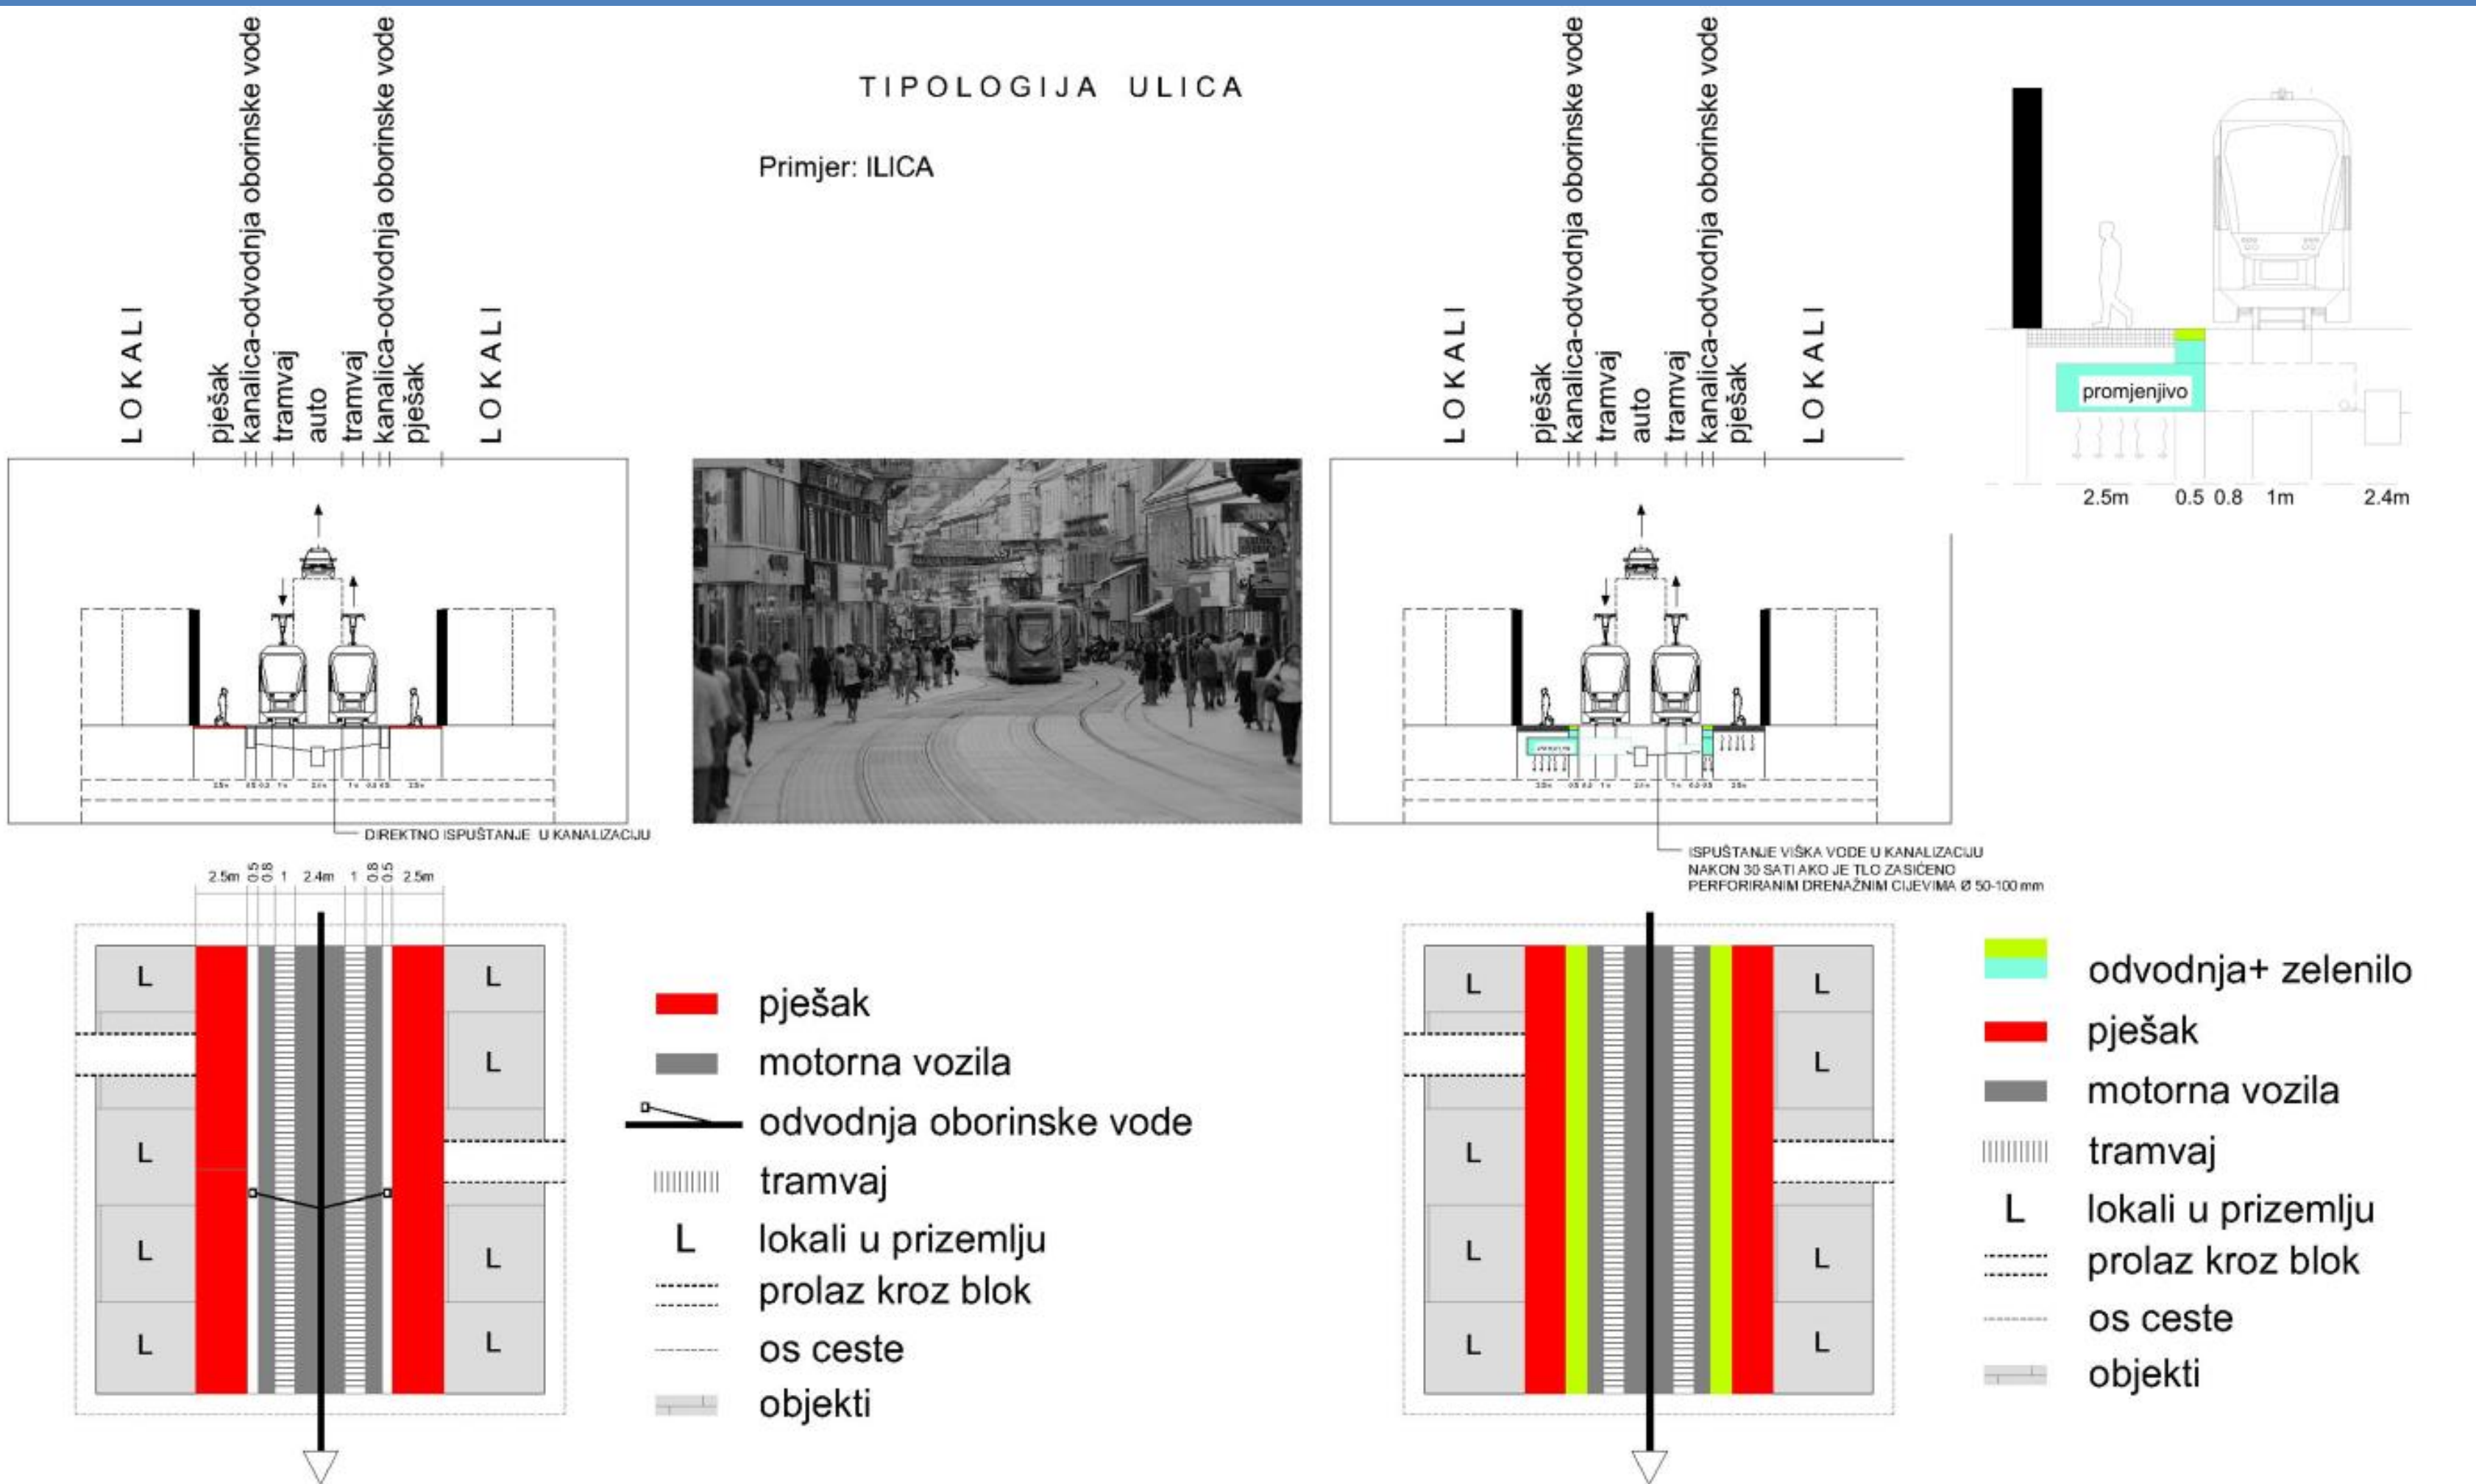 TIPOLOGIJA ULICA
Primjer: ILICA
LOKALI
pješak
kanalica-odvodnja oborinske vode
tramvaj
auto
tramvaj
kanalica-odvodnja oborinske vode
pješak
LOKALI
DIREKTNO ISPUŠTANJE U KANALIZACIJU
LOKALI
pješak
kanalica-odvodnja oborinske vode
tramvaj
auto
tramvaj
kanalica-odvodnja oborinske vode
pješak
LOKALI
ISPUŠTANJE VIŠKA VODE U KANALIZACIJU
NAKON 30 SATI AKO JE TLO ZASIĆENO
PERFORIRANIM DRENAŽNIM CIJEVIMA Ø 50-100 mm
promjenjivo
2.5m 0.5 0.8 1m 2.4m
2.5m 0.5 0.8 1 2.4m 1 0.8 0.5 2.5m
L L
L
L
L
L L
L L
pješak
motorna vozila
odvodnja oborinske vode
tramvaj
L lokali u prizemlju
prolaz kroz blok
os ceste
objekti
L L
L
L
L L
L L
odvodnja+ zelenilo
pješak
motorna vozila
tramvaj
L lokali u prizemlju
prolaz kroz blok
os ceste
objekti